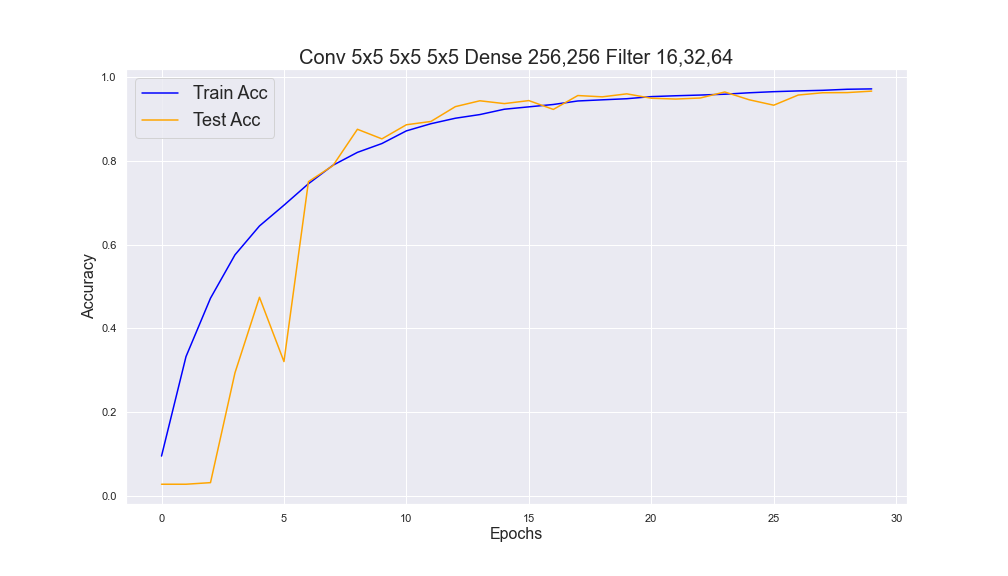 Conv 5x5 5x5 5x5 Dense 256,256 Filter 16,32,64
Train Acc
Test Acc
1.0
0.8
0.6
0.4
0.2
0.0
Accuracy
0 5 10 15 20 25 30
Epochs